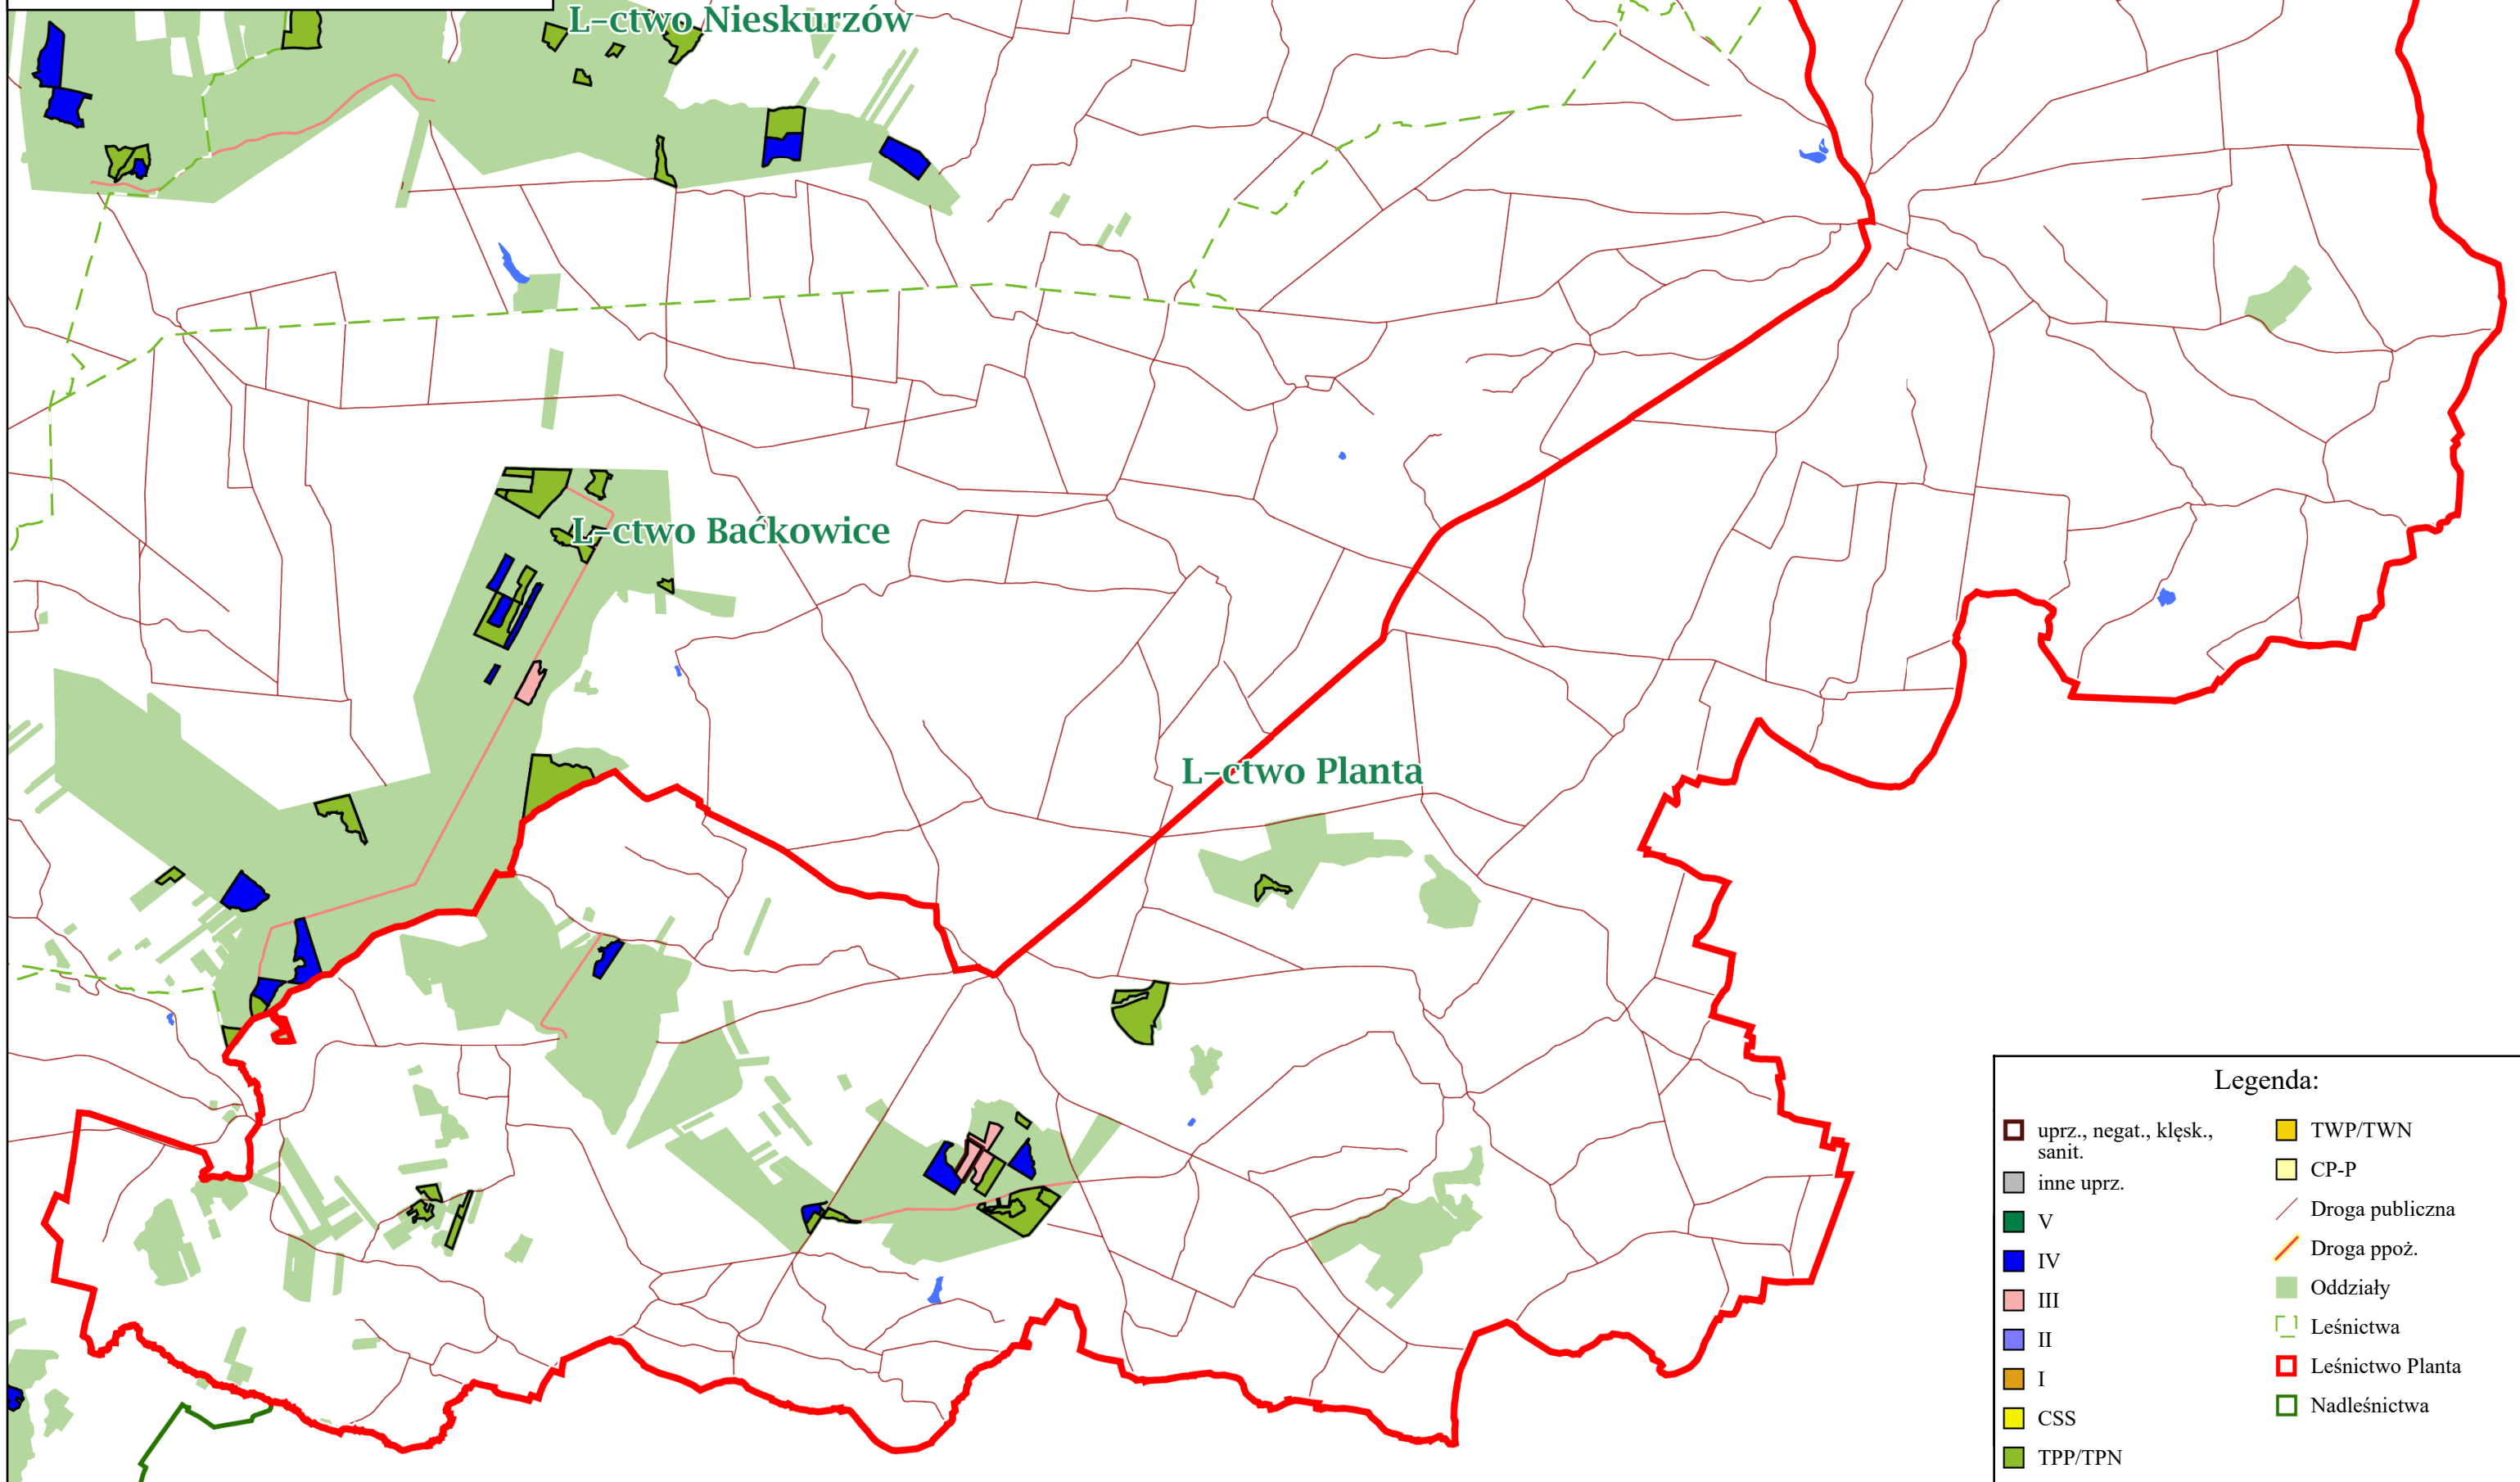 L-ctwo Nieskurzów
L-ctwo Baćkowice
L-ctwo Planta
Legenda:
uprz., negat., klęsk.,
sanit.
inne uprz.
V
IV
III
II
I
CSS
TPP/TPN
TWP/TWN
CP-P
Droga publiczna
Droga ppoż.
Oddziały
Leśnictwa
Leśnictwo Planta
Nadleśnictwa